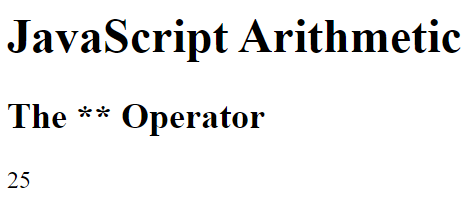 JavaScript Arithmetic
The ** Operator
25